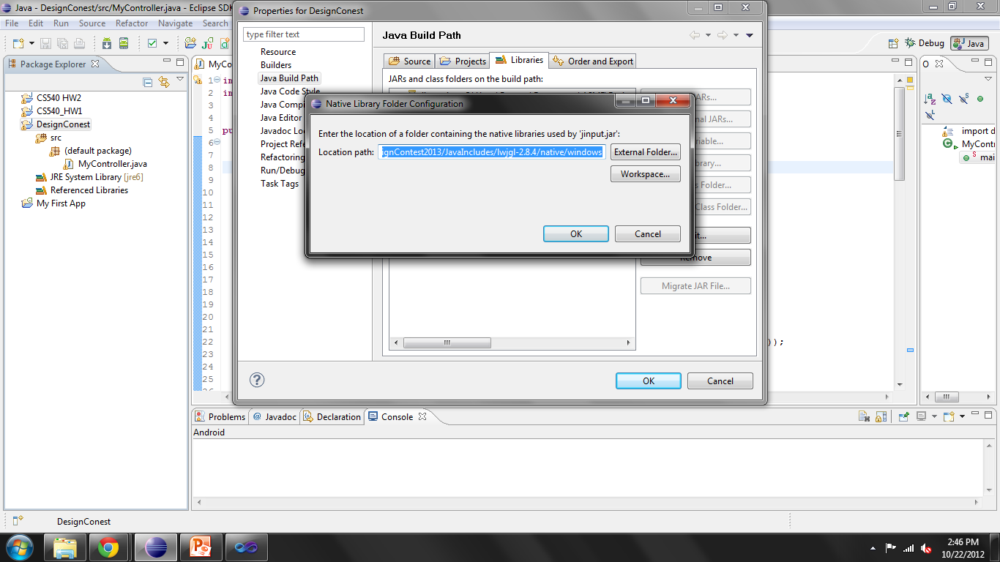 Java - DesignConest/src/MyController.java - Eclipse SDK
File Edit Run Source Refactor Navigate Search
Debug
Java
Package Explorer
CS540 HW2
CS540_HW1
DesignConest
src
(default package)
MyController.java
JRE System Library [jre6]
Referenced Libraries
My First App
MyCo
1 im
2 im
4
5 pu
6
7
8
9
10
11
12
13
14
15
16
17
18
19
20
21
22 ));
23
24
25
Properties for DesignConest
type filter text
Resource
Builders
Java Build Path
Java Code Style
Java Compi
Java Editor
Javadoc Loc
Project Refe
Refactoring
Run/Debug
Task Tags
Java Build Path
Source Projects Libraries Order and Export
JARs and class folders on the build path:
ARs...
nal JARs...
riable...
rary...
s Folder...
Class Folder...
it...
Remove
Migrate JAR File...
OK Cancel
Native Library Folder Configuration
Enter the location of a folder containing the native libraries used by 'jinput.jar':
Location path: ignContest2013/JavaIncludes/lwjgl-2.8.4/native/windows External Folder...
Workspace...
OK Cancel
O
import d
MyContr
mai
Problems @ Javadoc Declaration Console
Android
DesignConest
2:46 PM
10/22/2012